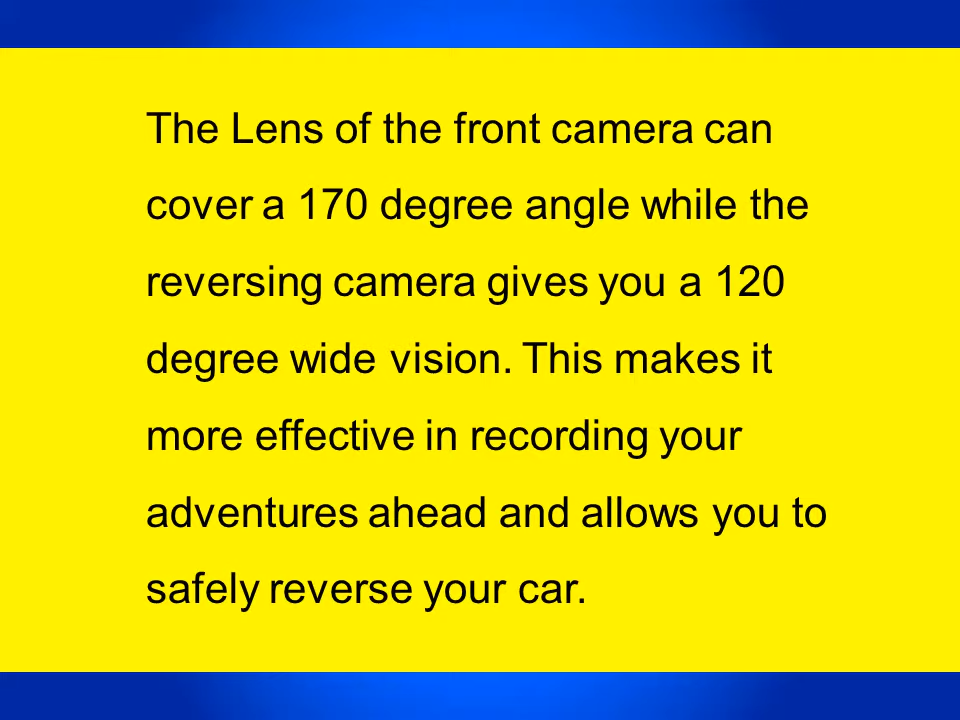 The Lens of the front camera can
cover a 170 degree angle while the
reversing camera gives you a 120
degree wide vision. This makes it
more effective in recording your
adventures ahead and allows you to
safely reverse your car.